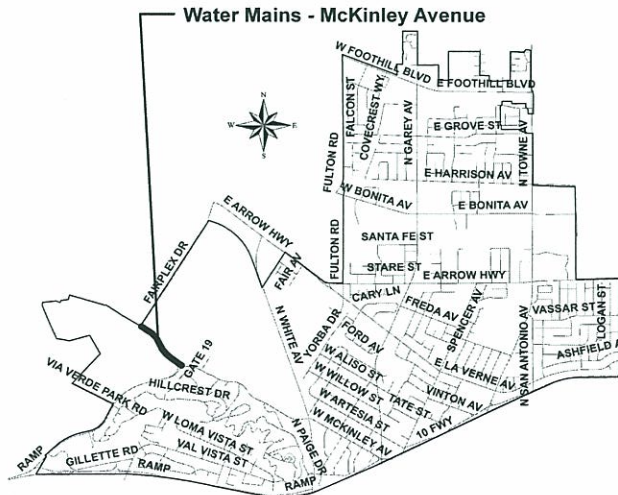 Water Mains - McKinley Avenue
W FOOTHILL BLVD
E FOOTHILL BLVD
FALCON ST
COVECREST WY
N GAREY AV
E GROVE ST
N TOWNE AV
N
W
E
S
FULTON RD
E HARRISON AV
W BONITA AV
E BONITA AV
E ARROW HWY
FULTON RD
SANTA FE ST
FAIRPLEX DR
FAIR AV
STARE ST
E ARROW HWY
CARY LN
FREDA AV
SPENCER AV
VASSAR ST
LOGAN ST
N WHITE AV
YORBA DR
FORD AV
N SAN ANTONIO AV
ASHFIELD
GATE 19
W ALISO ST
E LA VERNE AV
VIA VERDE PARK RD
HILLCREST DR
W WILLOW ST
TATE ST
VINTON AV
W ARTESIA ST
W MCKINLEY AV
10 FWY
W LOMA VISTA ST
N PAIGE DR
VAL VISTA ST
GILLETTE RD
RAMP
RAMP
RAMP